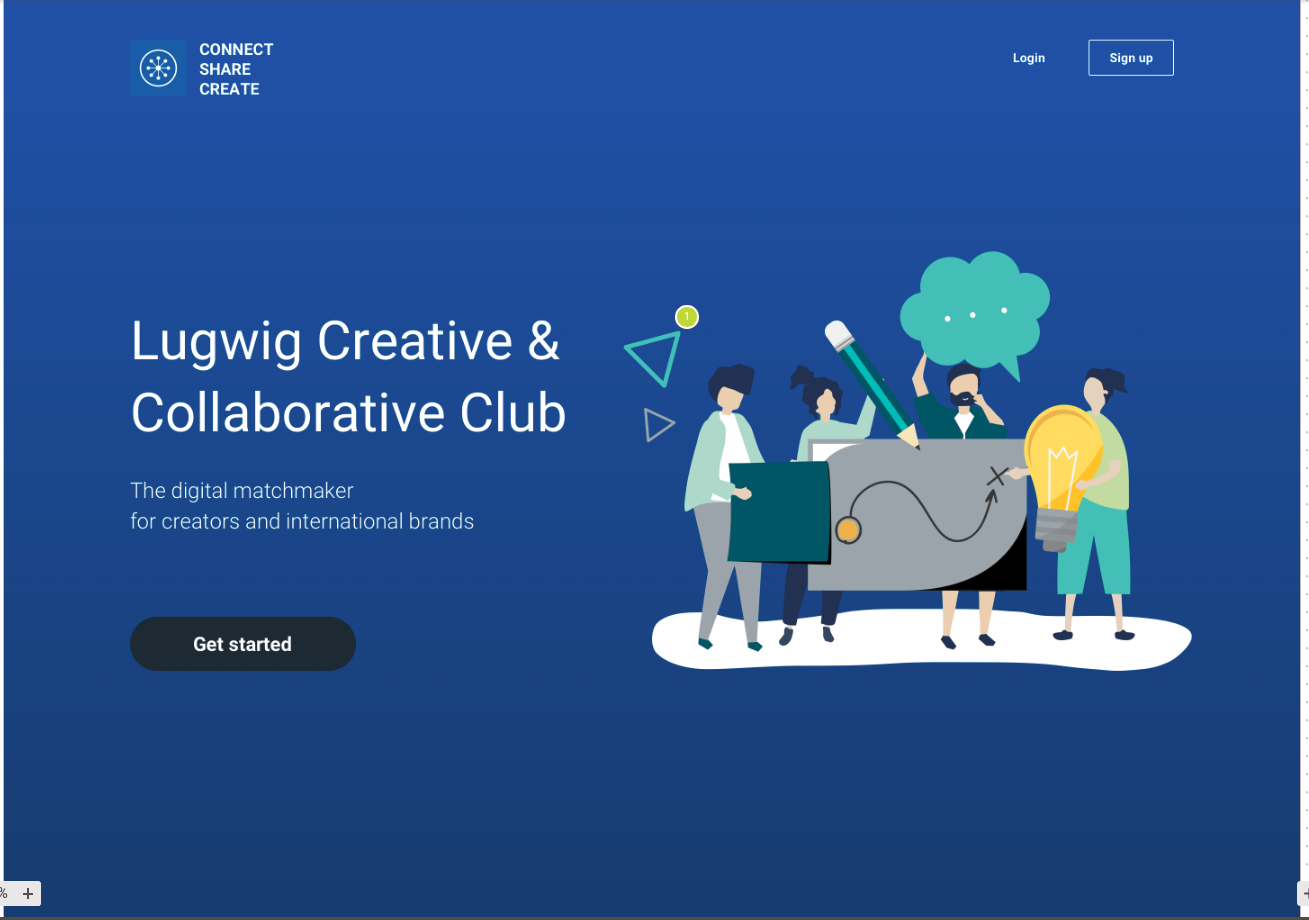 CONNECT
SHARE
CREATE
Login
Sign up
1
Lugwig Creative &
Collaborative Club
The digital matchmaker
for creators and international brands
Get started
% +
+